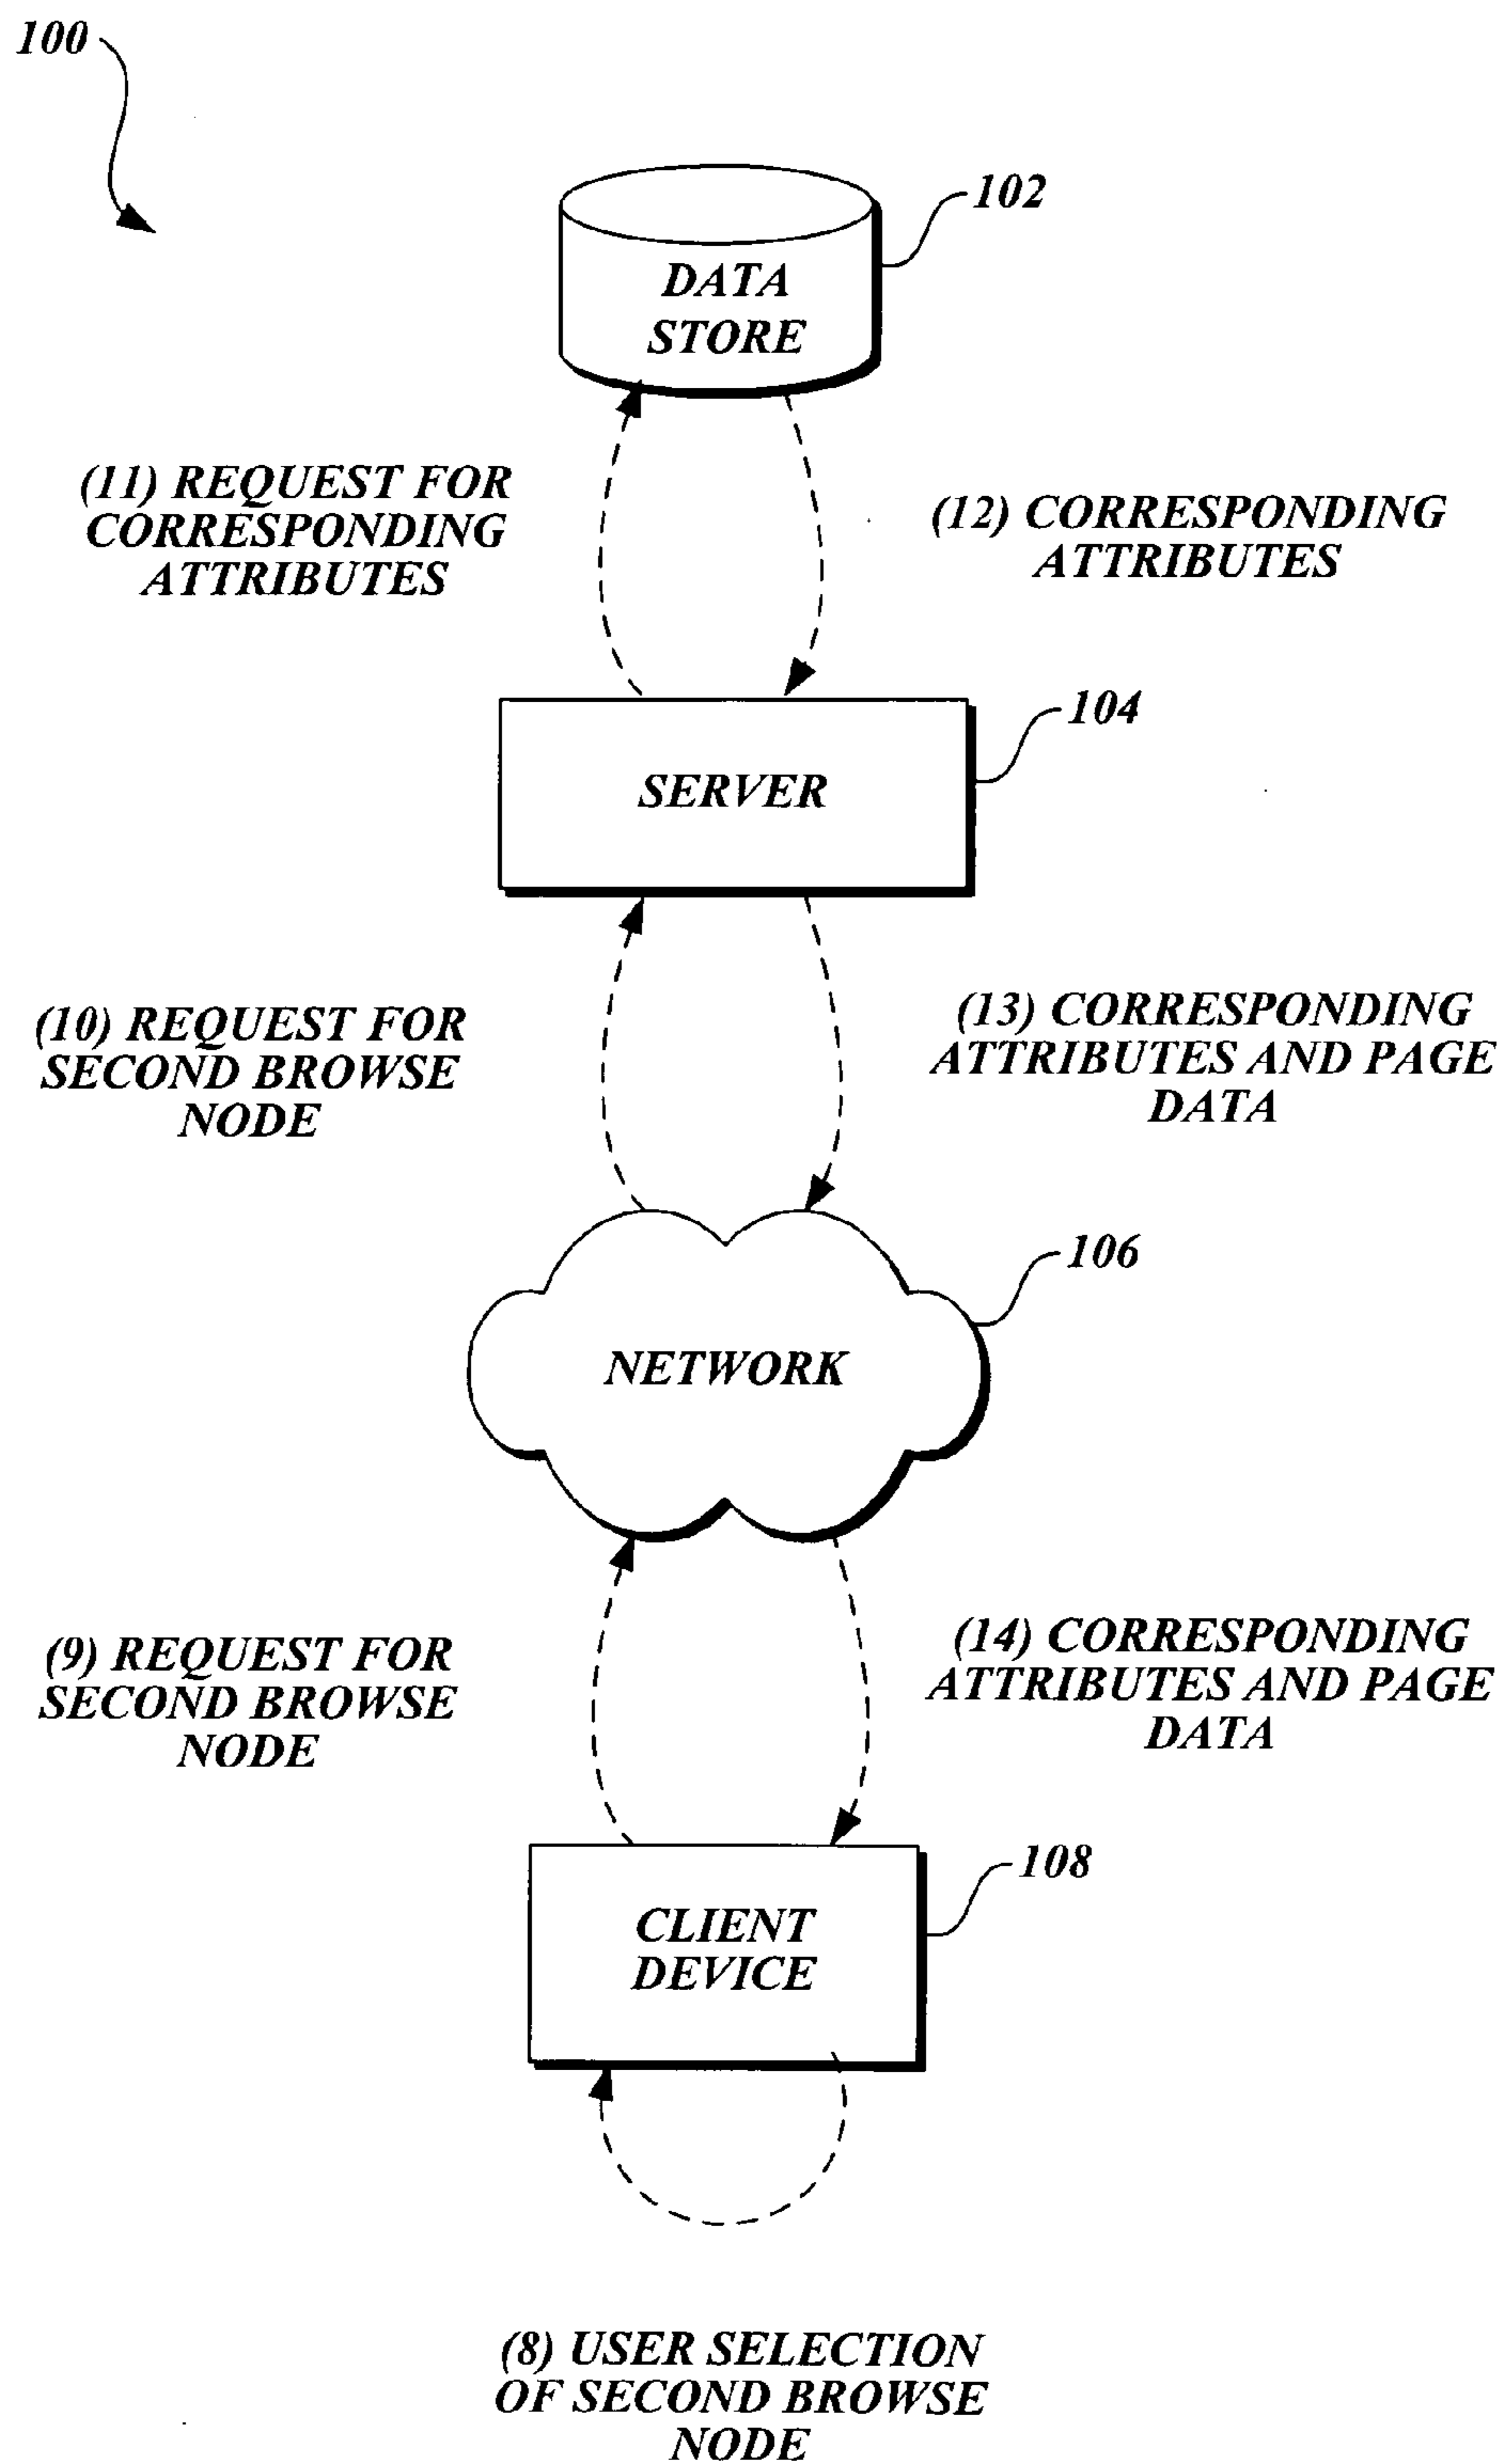 100
102
DATA
STORE
(11) REQUEST FOR
CORRESPONDING
ATTRIBUTES
(12) CORRESPONDING
ATTRIBUTES
104
SERVER
(10) REQUEST FOR
SECOND BROWSE
NODE
(13) CORRESPONDING
ATTRIBUTES AND PAGE
DATA
106
NETWORK
(9) REQUEST FOR
SECOND BROWSE
NODE
(14) CORRESPONDING
ATTRIBUTES AND PAGE
DATA
108
CLIENT
DEVICE
(8) USER SELECTION
OF SECOND BROWSE
NODE